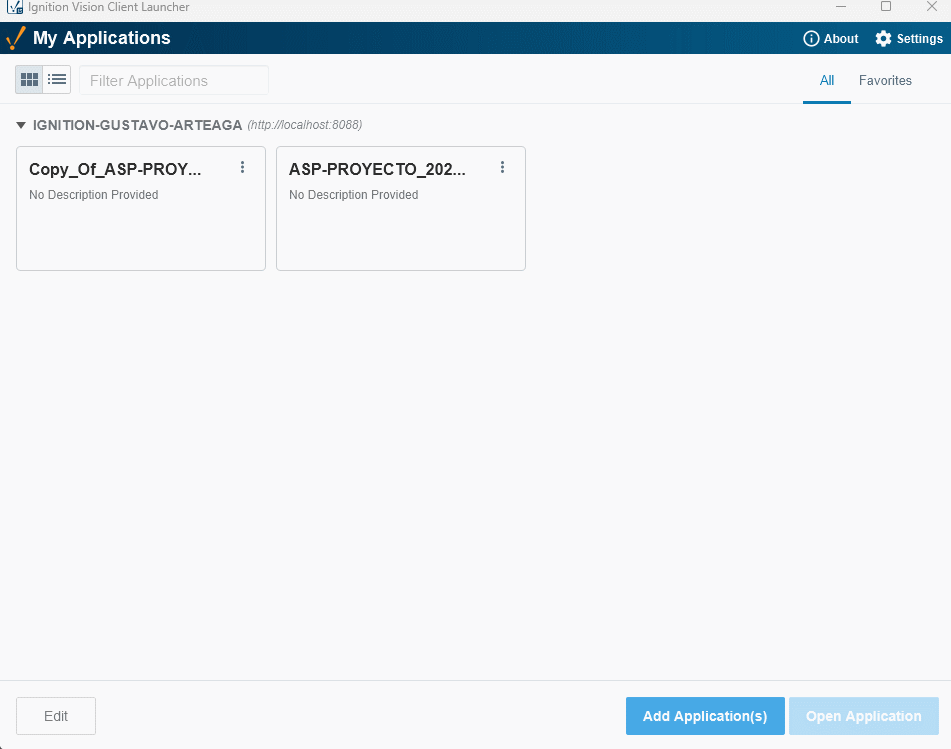 Ignition Vision Client Launcher
My Applications
About Settings
Filter Applications
All Favorites
IGNITION-GUSTAVO-ARTEAGA (http://localhost:8088)
Copy_Of_ASP-PROY... ASP-PROYECTO_202...
No Description Provided No Description Provided
Edit Add Application(s) Open Application